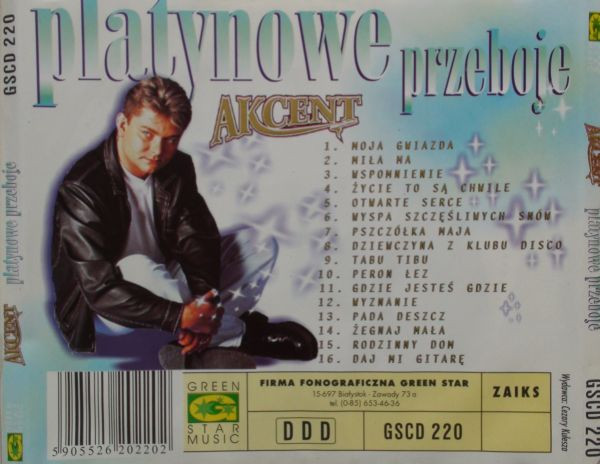 platynowe
przeboje
AKCENT
1. MOJA GWIAZDA
2. MIŁA MA
3. WSPOMNIENIE
4. ŻYCIE TO SĄ CHWILE
5. OTWARTE SERCE
6. WYSPA SZCZĘŚLIWYCH SNÓW
7. PSZCZÓŁKA MAJA
8. DZIEWCZYNA Z KLUBU DISCO
9. TABU TIBU
10. PERON ŁEZ
11. GDZIE JESTEŚ GDZIE
12. WYZNANIE
13. PADA DESZCZ
14. ŻEGNAJ MAŁA
15. RODZINNY DOM
16. DAJ MI GITARĘ
5 905526 202202
GREEN
STAR
MUSIC
FIRMA FONOGRAFICZNA GREEN STAR
15-697 Białystok - Zawady 73 a
tel. (0-85) 653-46-36
ZAIKS
DDD
GSCD 220
Wydawca: Cezary Kulesza
GSCD 220
platynowe przeboje
AKCENT
AKCENT
platynowe przeboje
GSCD 220